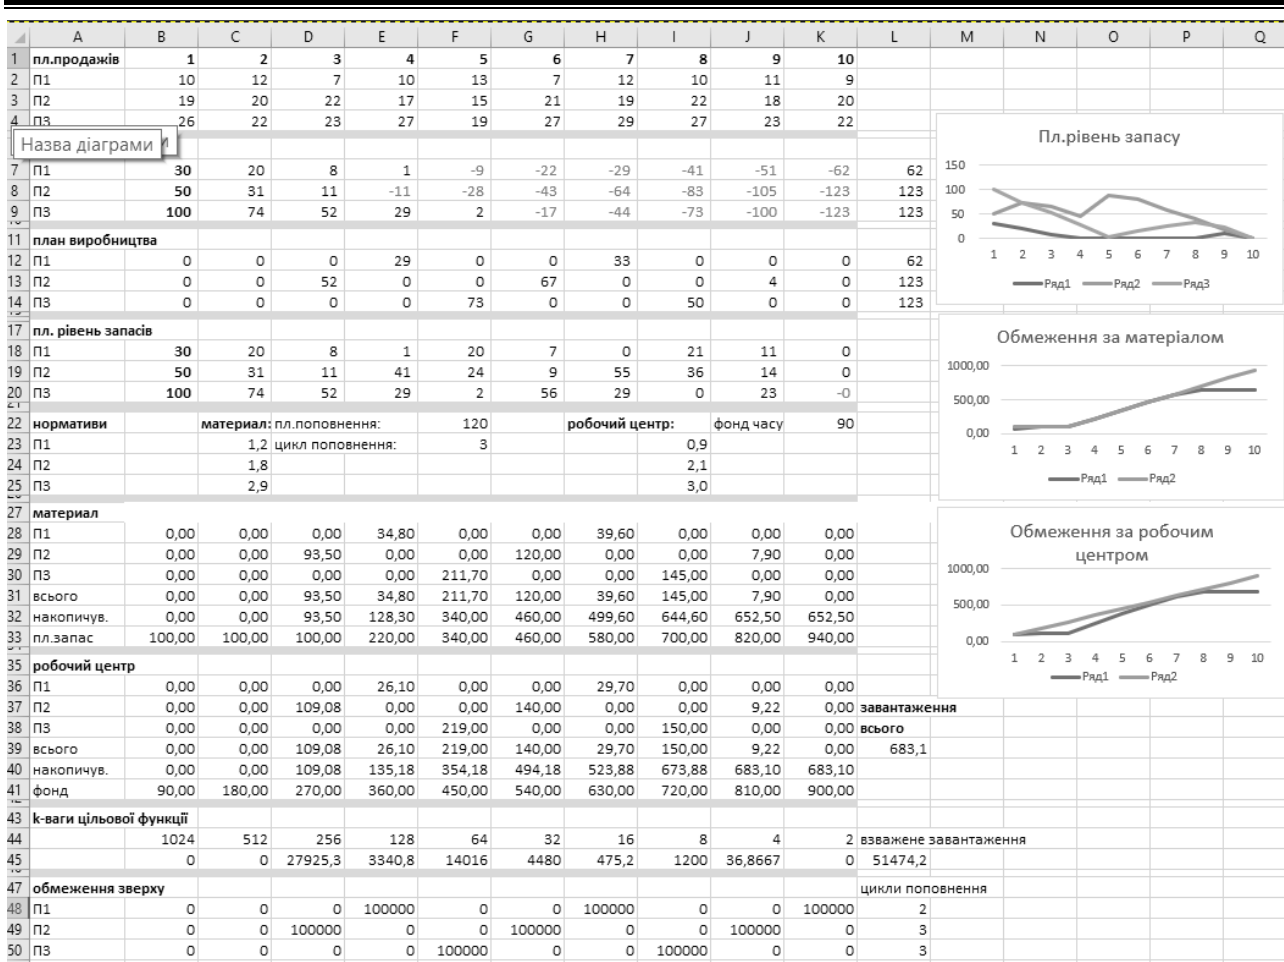 A B C D E F G H I J K L M N O P Q
1 пл.продажів 1 2 3 4 5 6 7 8 9 10
2 П1 10 12 7 10 13 7 12 10 11 9
3 П2 19 20 22 17 15 21 19 22 18 20
4 П3 26 22 23 27 19 27 29 27 23 22
Назва діаграми
7 П1 30 20 8 1 -9 -22 -29 -41 -51 -62 62
8 П2 50 31 11 -11 -28 -43 -64 -83 -105 -123 123
9 П3 100 74 52 29 2 -17 -44 -73 -100 -123 123
11 план виробництва
12 П1 0 0 0 29 0 0 33 0 0 0 62
13 П2 0 0 52 0 0 67 0 0 4 0 123
14 П3 0 0 0 0 73 0 0 50 0 0 123
17 пл. рівень запасів
18 П1 30 20 8 1 20 7 0 21 11 0
19 П2 50 31 11 41 24 9 55 36 14 0
20 П3 100 74 52 29 2 56 29 0 23 -0
22 нормативи материал: пл.поповнення: 120 робочий центр: фонд часу 90
23 П1 1,2 цикл поповнення: 3 0,9
24 П2 1,8 2,1
25 П3 2,9 3,0
27 материал
28 П1 0,00 0,00 0,00 34,80 0,00 0,00 39,60 0,00 0,00 0,00
29 П2 0,00 0,00 93,50 0,00 0,00 120,00 0,00 0,00 7,90 0,00
30 П3 0,00 0,00 0,00 0,00 211,70 0,00 0,00 145,00 0,00 0,00
31 всього 0,00 0,00 93,50 34,80 211,70 120,00 39,60 145,00 7,90 0,00
32 накопичув. 0,00 0,00 93,50 128,30 340,00 460,00 499,60 644,60 652,50 652,50
33 пл.запас 100,00 100,00 100,00 220,00 340,00 460,00 580,00 700,00 820,00 940,00
35 робочий центр
36 П1 0,00 0,00 0,00 26,10 0,00 0,00 29,70 0,00 0,00 0,00
37 П2 0,00 0,00 109,08 0,00 0,00 140,00 0,00 0,00 9,22 0,00 завантаження
38 П3 0,00 0,00 0,00 0,00 219,00 0,00 0,00 150,00 0,00 0,00 всього
39 всього 0,00 0,00 109,08 26,10 219,00 140,00 29,70 150,00 9,22 0,00 683,1
40 накопичув. 0,00 0,00 109,08 135,18 354,18 494,18 523,88 673,88 683,10 683,10
41 фонд 90,00 180,00 270,00 360,00 450,00 540,00 630,00 720,00 810,00 900,00
43 k-ваги цільової функції
44 1024 512 256 128 64 32 16 8 4 2 взважене завантаження
45 0 0 27925,3 3340,8 14016 4480 475,2 1200 36,8667 0 51474,2
47 обмеження зверху цикли поповнення
48 П1 0 0 0 100000 0 0 100000 0 0 100000 2
49 П2 0 0 100000 0 0 100000 0 0 100000 0 3
50 П3 0 0 0 0 100000 0 0 100000 0 0 3
Пл.рівень запасу
150
100
50
0
1 2 3 4 5 6 7 8 9 10
Ряд1 Ряд2 Ряд3
Обмеження за матеріалом
1000,00
500,00
0,00
1 2 3 4 5 6 7 8 9 10
Ряд1 Ряд2
Обмеження за робочим
центром
1000,00
500,00
0,00
1 2 3 4 5 6 7 8 9 10
Ряд1 Ряд2